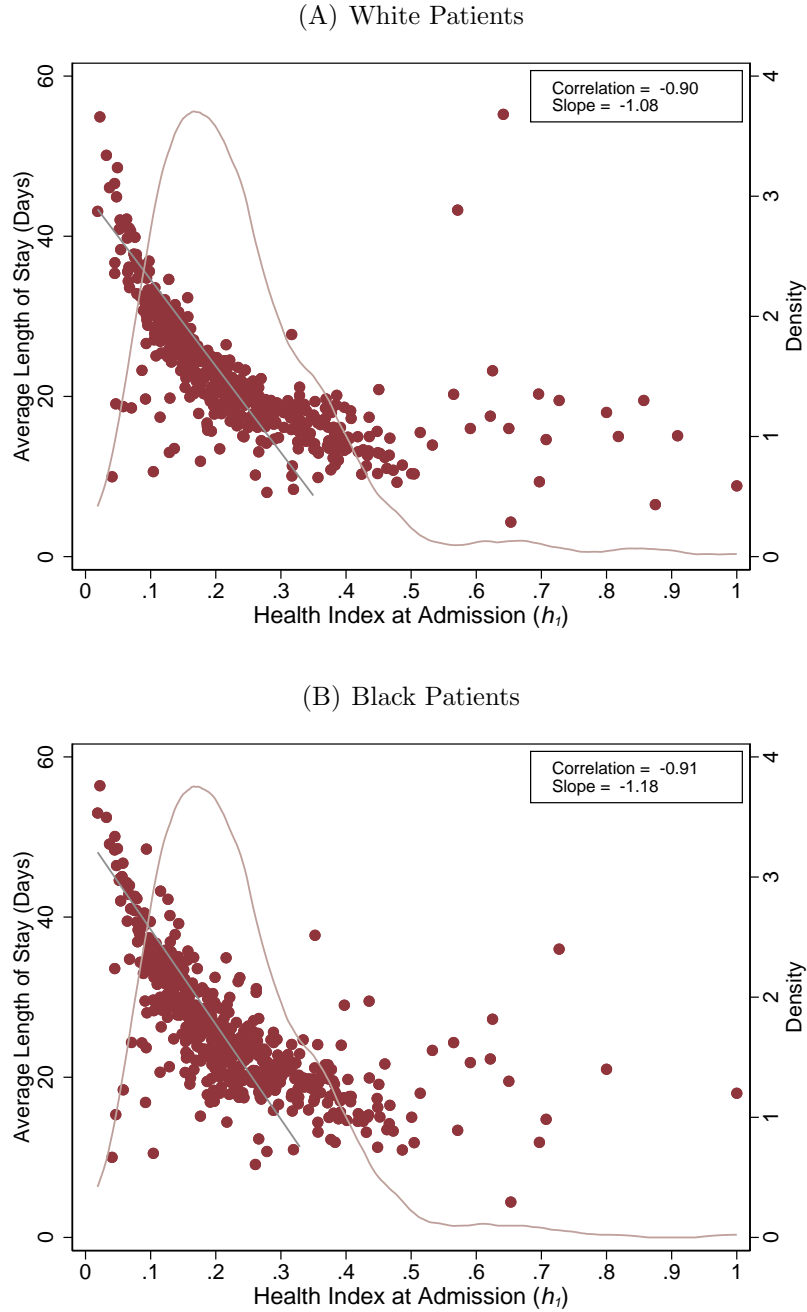 (A) White Patients
60
4
Correlation = -0.90
Slope = -1.08
3
40
Average Length of Stay (Days)
2
Density
20
1
0
0
0 .1 .2 .3 .4 .5 .6 .7 .8 .9 1
Health Index at Admission (h₁)
(B) Black Patients
60
4
Correlation = -0.91
Slope = -1.18
3
40
Average Length of Stay (Days)
2
Density
20
1
0
0
0 .1 .2 .3 .4 .5 .6 .7 .8 .9 1
Health Index at Admission (h₁)